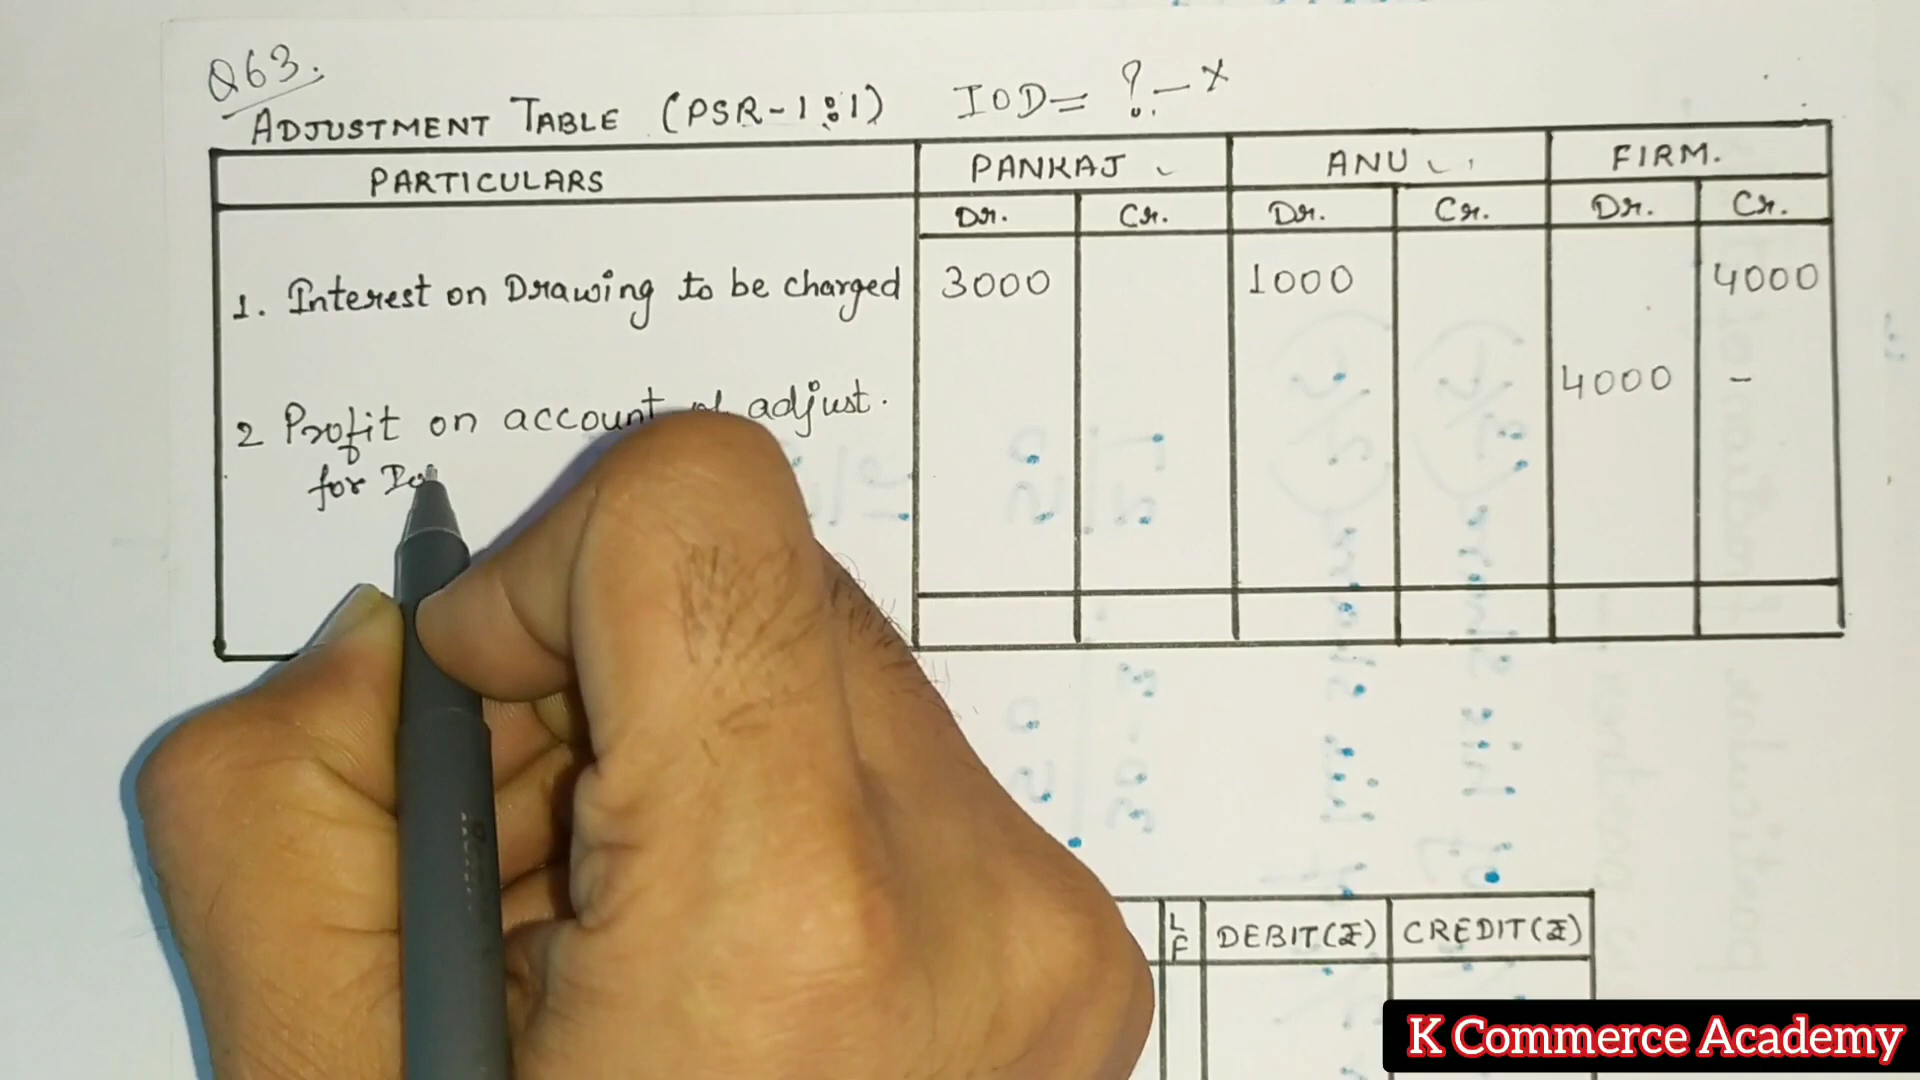 Q63.
ADJUSTMENT TABLE (PSR-1:1) IOD= ?-x
PARTICULARS PANKAJ ANU FIRM.
Dr. Cr. Dr. Cr. Dr. Cr.
1. Interest on Drawing to be charged 3000 1000 4000
2 Profit on account of adjust. 4000 -
for
LF DEBIT(₹) CREDIT(₹)
K Commerce Academy